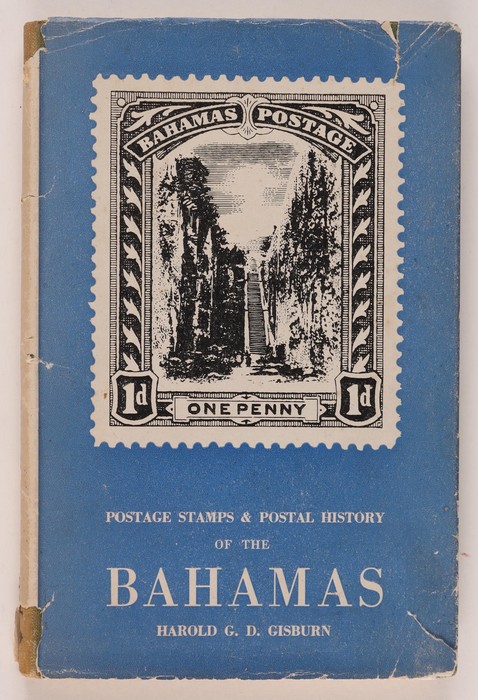 BAHAMAS POSTAGE
1d
ONE PENNY
1d
POSTAGE STAMPS & POSTAL HISTORY
OF THE
BAHAMAS
HAROLD G. D. GISBURN